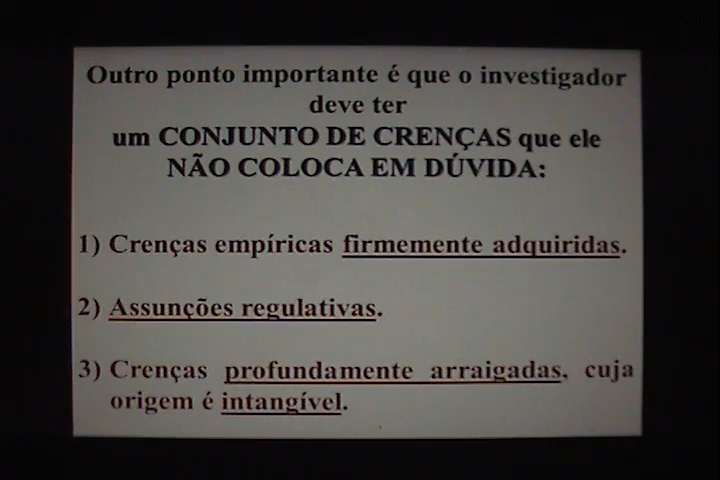 Outro ponto importante é que o investigador
deve ter
um CONJUNTO DE CRENÇAS que ele
NÃO COLOCA EM DÚVIDA:
1) Crenças empíricas firmemente adquiridas.
2) Assunções regulativas.
3) Crenças profundamente arraigadas, cuja
origem é intangível.